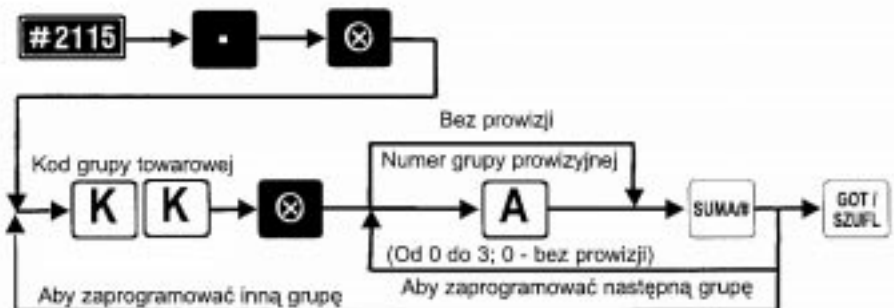 #2115 . ⊗
Bez prowizji
Kod grupy towarowej
Numer grupy prowizyjnej
K K ⊗ A SUMA/# GOT /
SZUFL
(Od 0 do 3; 0 - bez prowizji)
Aby zaprogramować inną grupę
Aby zaprogramować następną grupę